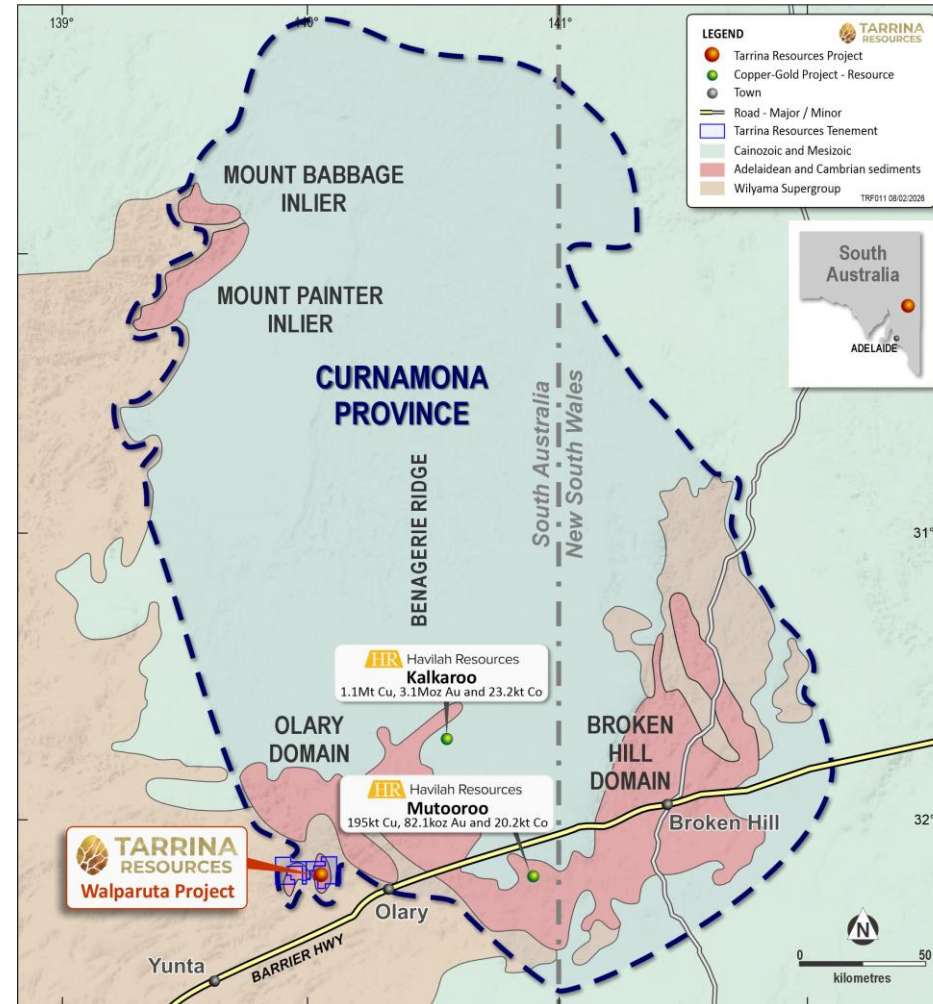 139°
140°
141°
LEGEND
TARRINA
RESOURCES
Tarrina Resources Project
Copper-Gold Project - Resource
Town
Road - Major / Minor
Tarrina Resources Tenement
Cainozoic and Mesizoic
Adelaidean and Cambrian sediments
Wilyama Supergroup
TRF011 08/02/2026
MOUNT BABBAGE
INLIER
MOUNT PAINTER
INLIER
South
Australia
ADELAIDE
CURNAMONA
PROVINCE
BENAGERIE RIDGE
South Australia
New South Wales
31°
HR Havilah Resources
Kalkaroo
1.1Mt Cu, 3.1Moz Au and 23.2kt Co
OLARY
DOMAIN
BROKEN
HILL
DOMAIN
HR Havilah Resources
Mutooroo
195kt Cu, 82.1koz Au and 20.2kt Co
Broken Hill
32°
TARRINA
RESOURCES
Walparuta Project
Olary
Yunta
BARRIER HWY
N
0 50
kilometres